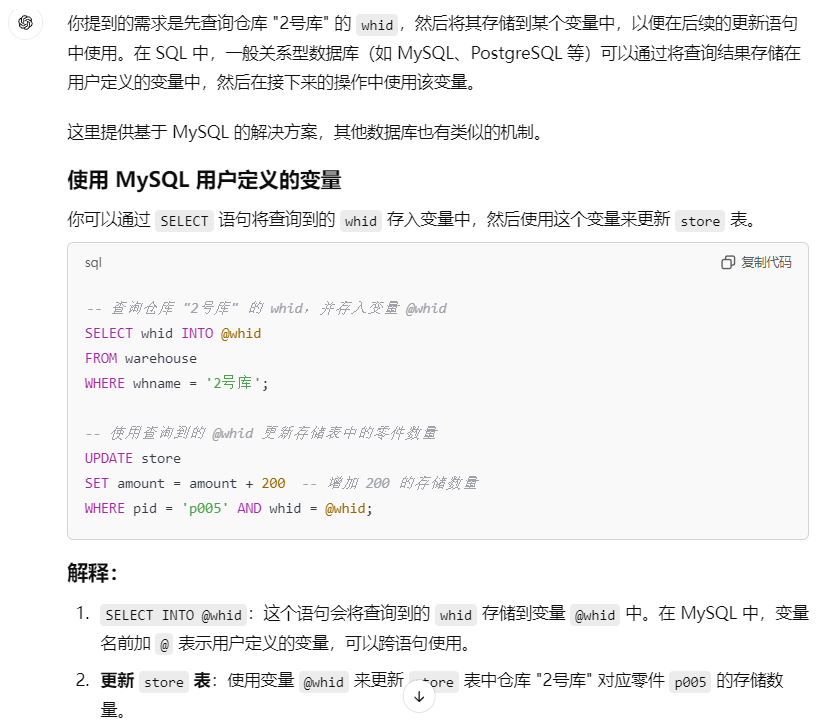 你提到的需求是先查询仓库 "2号库" 的 whid，然后将其存储到某个变量中，以便在后续的更新语句
中使用。在 SQL 中，一般关系型数据库（如 MySQL、PostgreSQL 等）可以通过将查询结果存储在
用户定义的变量中，然后在接下来的操作中使用该变量。
这里提供基于 MySQL 的解决方案，其他数据库也有类似的机制。
使用 MySQL 用户定义的变量
你可以通过 SELECT 语句将查询到的 whid 存入变量中，然后使用这个变量来更新 store 表。
sql 复制代码
-- 查询仓库 "2号库" 的 whid，并存入变量 @whid
SELECT whid INTO @whid
FROM warehouse
WHERE whname = '2号库';
-- 使用查询到的 @whid 更新存储表中的零件数量
UPDATE store
SET amount = amount + 200 -- 增加 200 的存储数量
WHERE pid = 'p005' AND whid = @whid;
解释：
1. SELECT INTO @whid：这个语句会将查询到的 whid 存储到变量 @whid 中。在 MySQL 中，变量
名前加 @ 表示用户定义的变量，可以跨语句使用。
2. 更新 store 表：使用变量 @whid 来更新 store 表中仓库 "2号库" 对应零件 p005 的存储数
量。